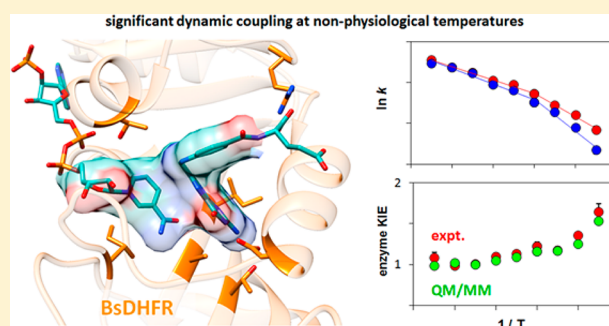 significant dynamic coupling at non-physiological temperatures
BsDHFR
ln k
enzyme KIE
2
1
expt.
QM/MM
1/T